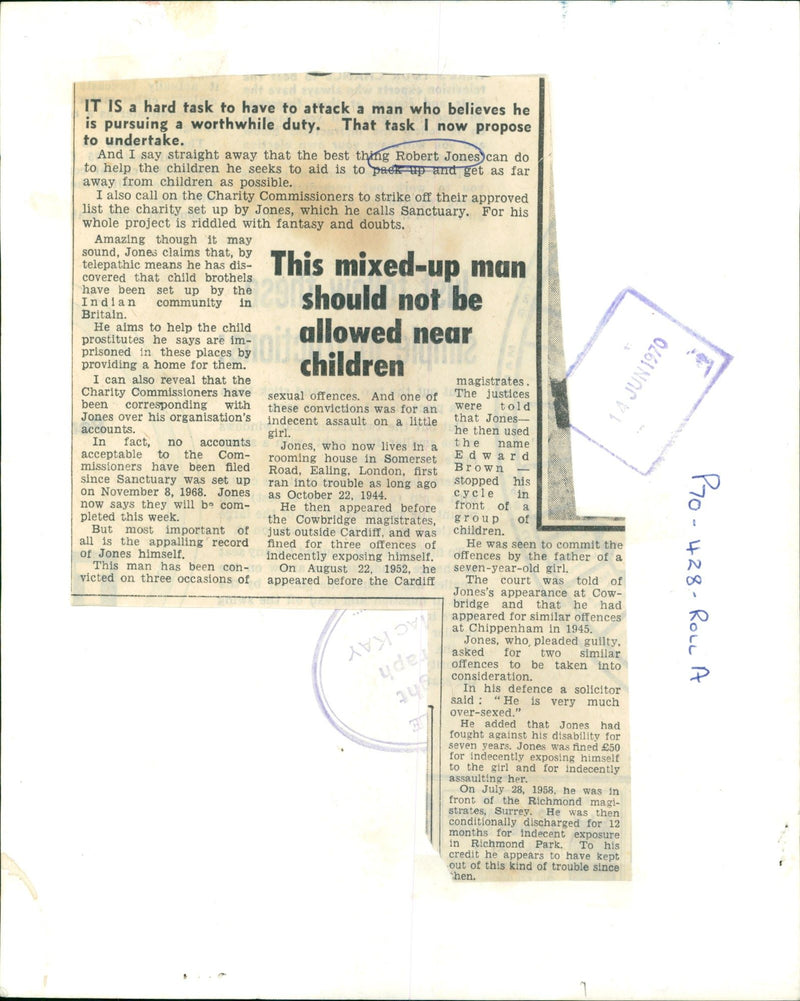 IT IS a hard task to have to attack a man who believes he
is pursuing a worthwhile duty. That task I now propose
to undertake.
And I say straight away that the best thing Robert Jones can do
to help the children he seeks to aid is to pack up and get as far
away from children as possible.
I also call on the Charity Commissioners to strike off their approved
list the charity set up by Jones, which he calls Sanctuary. For his
whole project is riddled with fantasy and doubts.
This mixed-up man
should not be
allowed near
children
Amazing though it may
sound, Jones claims that, by
telepathic means he has dis-
covered that child brothels
have been set up by the
Indian community in
Britain.
He aims to help the child
prostitutes he says are im-
prisoned in these places by
providing a home for them.
I can also reveal that the
Charity Commissioners have
been corresponding with
Jones over his organisation's
accounts.
In fact, no accounts
acceptable to the Com-
missioners have been filed
since Sanctuary was set up
on November 8, 1968. Jones
now says they will be com-
pleted this week.
But most important of
all is the appalling record
of Jones himself.
This man has been con-
victed on three occasions of
sexual offences. And one of
these convictions was for an
indecent assault on a little
girl.
Jones, who now lives in a
rooming house in Somerset
Road, Ealing, London, first
ran into trouble as long ago
as October 22, 1944.
He then appeared before
the Cowbridge magistrates,
just outside Cardiff, and was
fined for three offences of
indecently exposing himself.
On August 22, 1952, he
appeared before the Cardiff
magistrates.
The justices
were told
that Jones—
he then used
the name
Edward
Brown —
stopped his
cycle in
front of a
group of
children.
He was seen to commit the
offences by the father of a
seven-year-old girl.
The court was told of
Jones's appearance at Cow-
bridge and that he had
appeared for similar offences
at Chippenham in 1945.
Jones, who pleaded guilty,
asked for two similar
offences to be taken into
consideration.
In his defence a solicitor
said : "He is very much
over-sexed."
He added that Jones had
fought against his disability for
seven years. Jones was fined £50
for indecently exposing himself
to the girl and for indecently
assaulting her.
On July 28, 1958, he was in
front of the Richmond magi-
strates, Surrey. He was then
conditionally discharged for 12
months for indecent exposure
in Richmond Park. To his
credit he appears to have kept
out of this kind of trouble since
then.
14 JUN 1970
P70-428-ROLL A
MACKAY